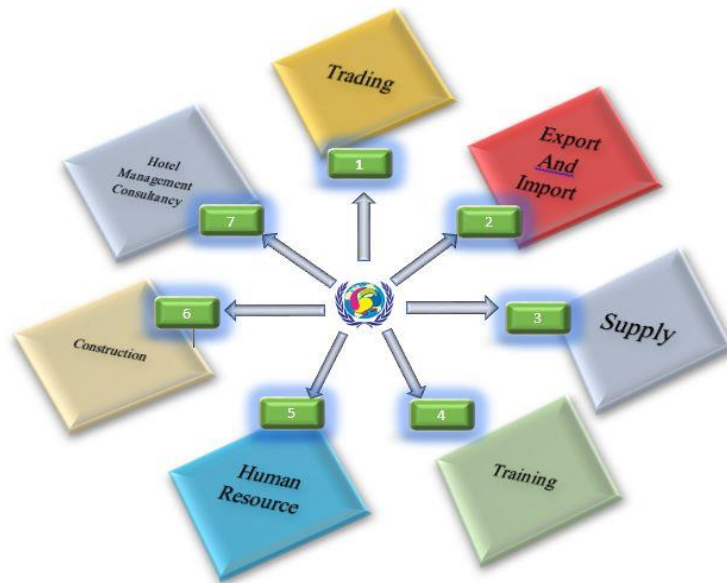 1
Trading
2
Export
And
Import
3
Supply
4
Training
5
Human
Resource
6
Construction
7
Hotel
Management
Consultancy